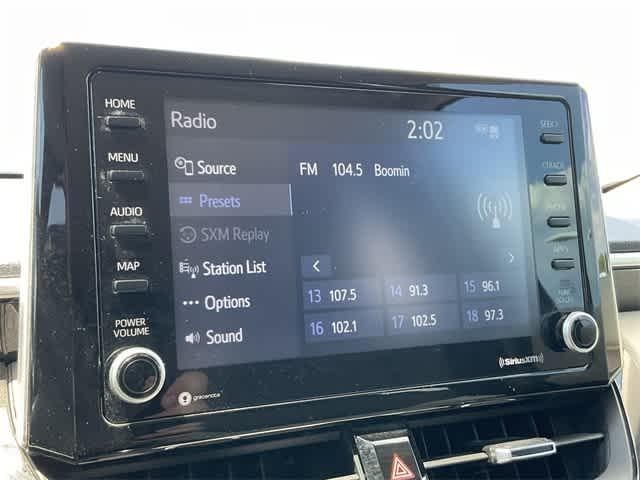 HOME
MENU
AUDIO
MAP
POWER
VOLUME
Radio
2:02
Source
Presets
SXM Replay
Station List
Options
Sound
FM 104.5 Boomin
13 107.5
14 91.3
15 96.1
16 102.1
17 102.5
18 97.3
SEEK>
<TRACK
APPS
TUNE
SCROLL
gracenote
SiriusXM